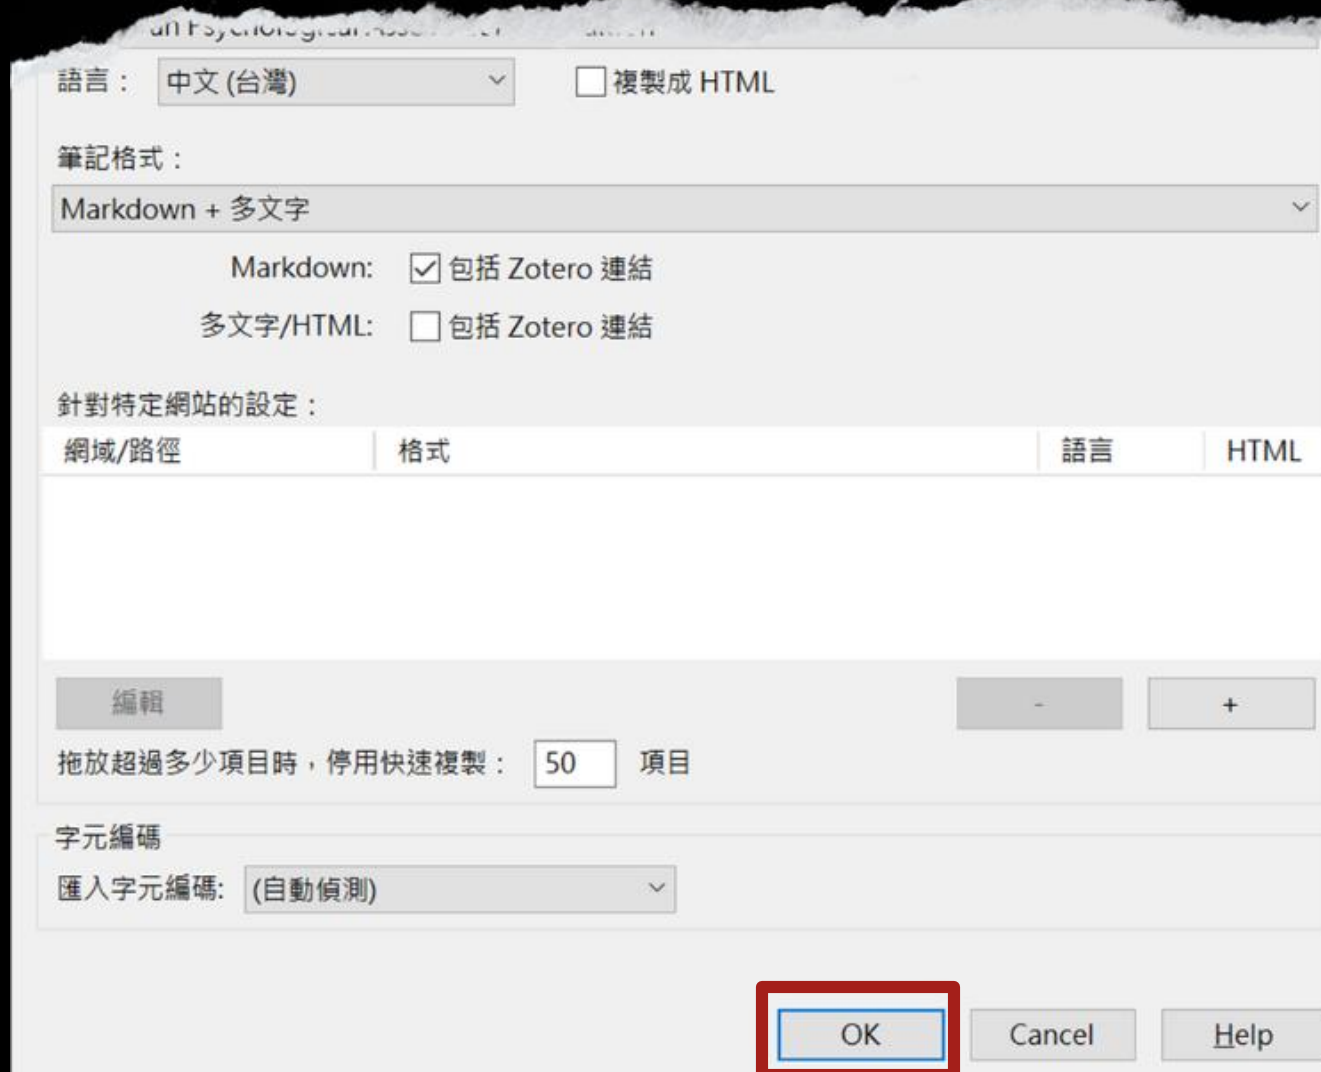 語言： 中文 (台灣) 複製成 HTML
筆記格式：
Markdown + 多文字
Markdown: 包括 Zotero 連結
多文字/HTML: 包括 Zotero 連結
針對特定網站的設定：
網域/路徑 格式 語言 HTML
編輯 - +
拖放超過多少項目時，停用快速複製： 50 項目
字元編碼
匯入字元編碼: (自動偵測)
OK Cancel Help